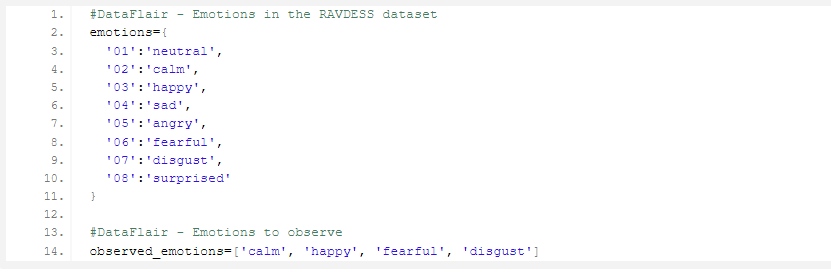 1. #DataFlair - Emotions in the RAVDESS dataset
2. emotions={
3.   '01':'neutral',
4.   '02':'calm',
5.   '03':'happy',
6.   '04':'sad',
7.   '05':'angry',
8.   '06':'fearful',
9.   '07':'disgust',
10.   '08':'surprised'
11. }
12.
13. #DataFlair - Emotions to observe
14. observed_emotions=['calm', 'happy', 'fearful', 'disgust']